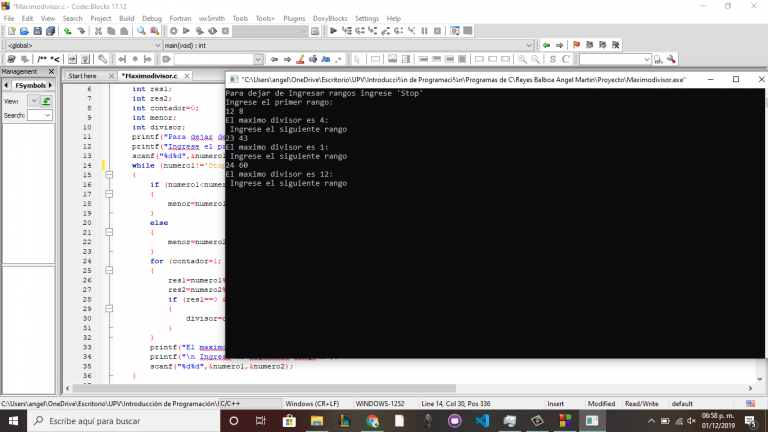 *Maximodivisor.c - Code::Blocks 17.12
File Edit View Search Project Build Debug Fortran wxSmith Tools Tools+ Plugins DoxyBlocks Settings Help
<global> main(void) : int
Management
FSymbols
View:
Search:
Start here *Maximodivisor.c
6 int res1;
7 int res2;
8 int contador=0;
9 int menor;
10 int divisor;
11 printf("Para dejar de
12 printf("Ingrese el pr
13 scanf("%d%d",&numero1
14 while (numero1!='Stop
15 {
16 if (numero1<numer
17 {
18 menor=numero1
19 }
20 else
21 {
22 menor=numero2
23 }
24 for (contador=1;
25 {
26 res1=numero1%
27 res2=numero2%
28 if (res1==0 &
29 {
30 divisor=c
31 }
32 }
33 printf("El maximo
34 printf("\n Ingres
35 scanf("%d%d",&numero1,&numero2);
36 }
"C:\Users\angel\OneDrive\Escritorio\UPV\Introducci¾n de Programaci¾n\Programas de C\Reyes Balboa Angel Martin\Proyecto\Maximodivisor.exe"
Para dejar de Ingresar rangos ingrese 'Stop'
Ingrese el primer rango:
12 8
El maximo divisor es 4:
Ingrese el siguiente rango
23 43
El maximo divisor es 1:
Ingrese el siguiente rango
24 60
El maximo divisor es 12:
Ingrese el siguiente rango
C:\Users\angel\OneDrive\Escritorio\UPV\Introducción de Programación\ C/C++ Windows (CR+LF) WINDOWS-1252 Line 14, Col 30, Pos 336 Insert Modified Read/Write default
Escribe aquí para buscar
06:58 p. m.
01/12/2019